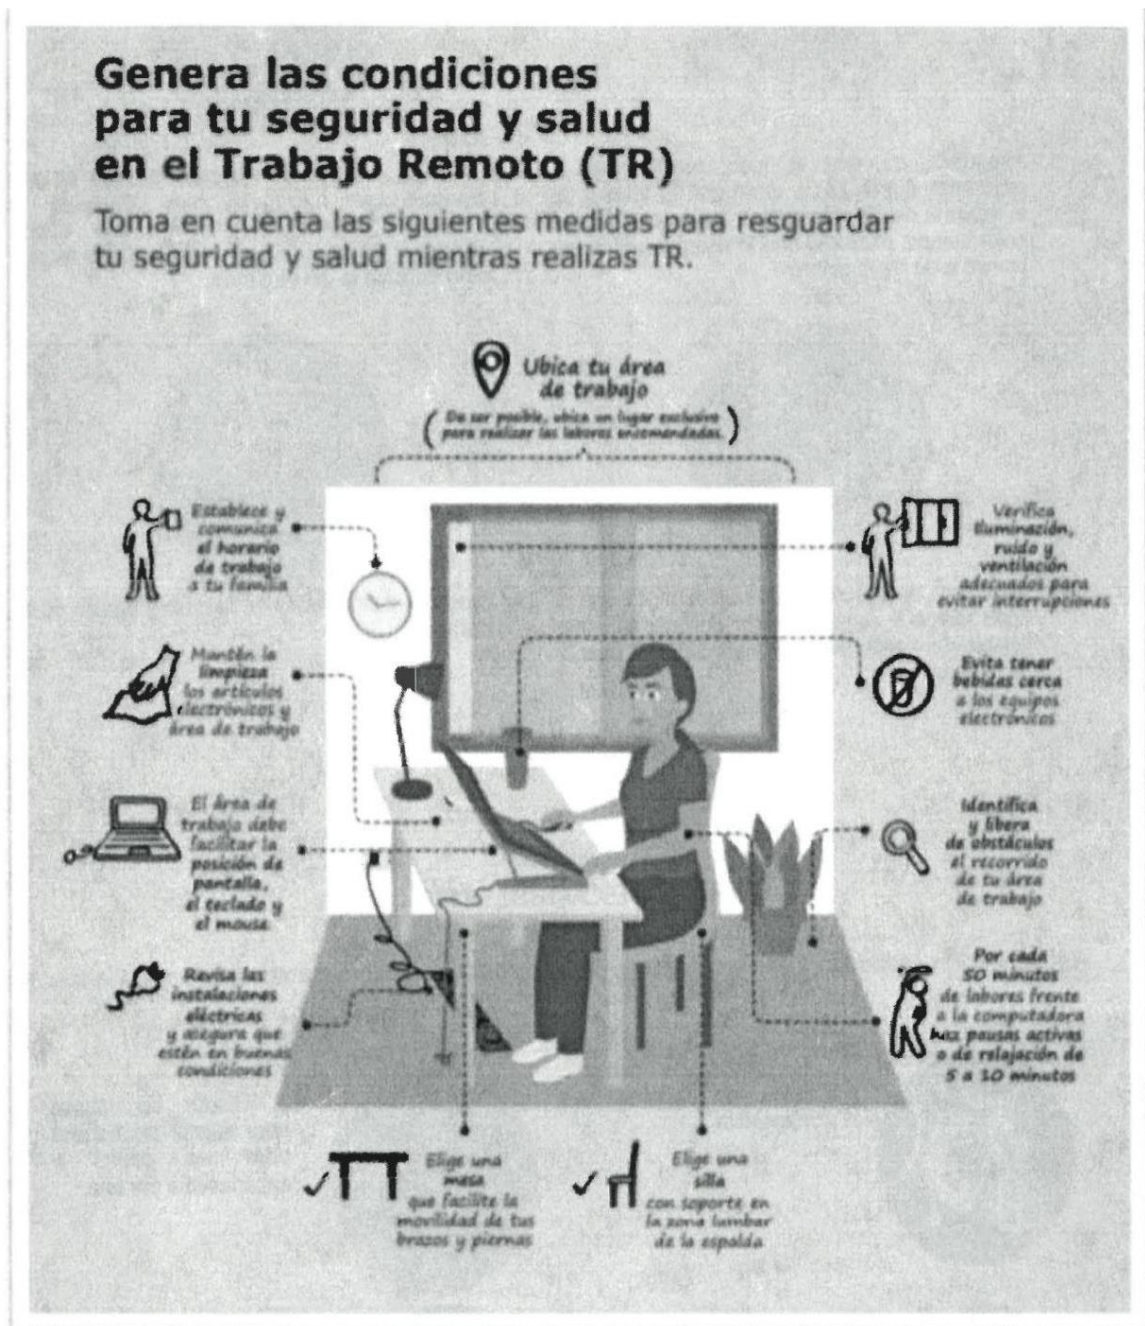 Genera las condiciones
para tu seguridad y salud
en el Trabajo Remoto (TR)
Toma en cuenta las siguientes medidas para resguardar
tu seguridad y salud mientras realizas TR.
Ubica tu área
de trabajo
(De ser posible, ubica un lugar exclusivo
para realizar las labores encomendadas)
Establece y
comunica
el horario
de trabajo
a tu familia
Verifica
iluminación,
ruido y
ventilación
adecuados para
evitar interrupciones
Mantén la
limpieza
los artículos
electrónicos y
área de trabajo
Evita tener
bebidas cerca
a los equipos
electrónicos
El área de
trabajo debe
facilitar la
posición de
pantalla,
el teclado y
el mouse
Identifica
y libera
de obstáculos
el recorrido
de tu área
de trabajo
Revisa las
instalaciones
eléctricas
y asegura que
estén en buenas
condiciones
Por cada
50 minutos
de labores frente
a la computadora
haz pausas activas
o de relajación de
5 a 10 minutos
Elige una
mesa
que facilite la
movilidad de tus
brazos y piernas
Elige una
silla
con soporte en
la zona lumbar
de la espalda